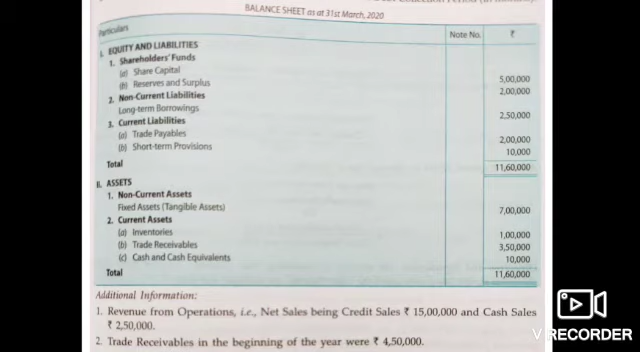 BALANCE SHEET as at 31st March, 2020
Particulars Note No. ₹
I. EQUITY AND LIABILITIES
1. Shareholders' Funds
(a) Share Capital 5,00,000
(b) Reserves and Surplus 2,00,000
2. Non-Current Liabilities
Long-term Borrowings 2,50,000
3. Current Liabilities
(a) Trade Payables 2,00,000
(b) Short-term Provisions 10,000
Total 11,60,000
II. ASSETS
1. Non-Current Assets
Fixed Assets (Tangible Assets) 7,00,000
2. Current Assets
(a) Inventories 1,00,000
(b) Trade Receivables 3,50,000
(c) Cash and Cash Equivalents 10,000
Total 11,60,000
Additional Information:
1. Revenue from Operations, i.e., Net Sales being Credit Sales ₹ 15,00,000 and Cash Sales
₹ 2,50,000.
2. Trade Receivables in the beginning of the year were ₹ 4,50,000.
V RECORDER